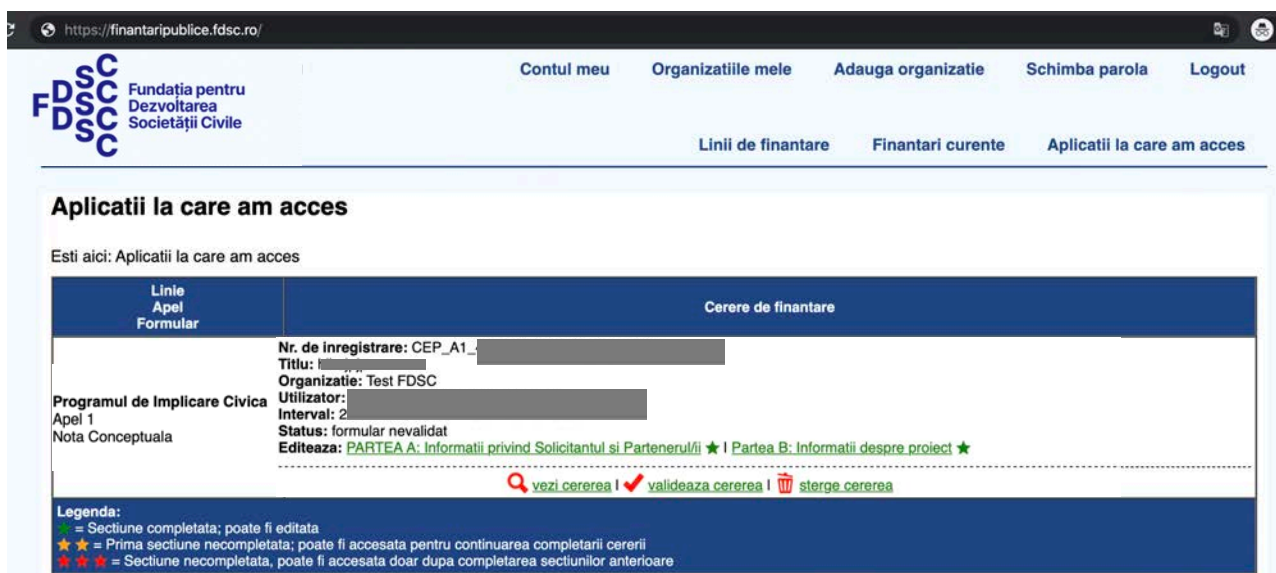 https://finantaripublice.fdsc.ro/
FDSC
FDSC
SC
SC
Fundația pentru
Dezvoltarea
Societății Civile
Contul meu Organizatiile mele Adauga organizatie Schimba parola Logout
Linii de finantare Finantari curente Aplicatii la care am acces
Aplicatii la care am acces
Esti aici: Aplicatii la care am acces
Linie
Apel
Formular
Cerere de finantare
Programul de Implicare Civica
Apel 1
Nota Conceptuala
Nr. de inregistrare: CEP_A1_
Titlu:
Organizatie: Test FDSC
Utilizator:
Interval: 2
Status: formular nevalidat
Editeaza: PARTEA A: Informatii privind Solicitantul si Partenerul/ii ★ I Partea B: Informatii despre proiect ★
vezi cererea I valideaza cererea I sterge cererea
Legenda:
★ = Sectiune completata; poate fi editata
★ ★ = Prima sectiune necompletata; poate fi accesata pentru continuarea completarii cererii
★ ★ ★ = Sectiune necompletata, poate fi accesata doar dupa completarea sectiunilor anterioare